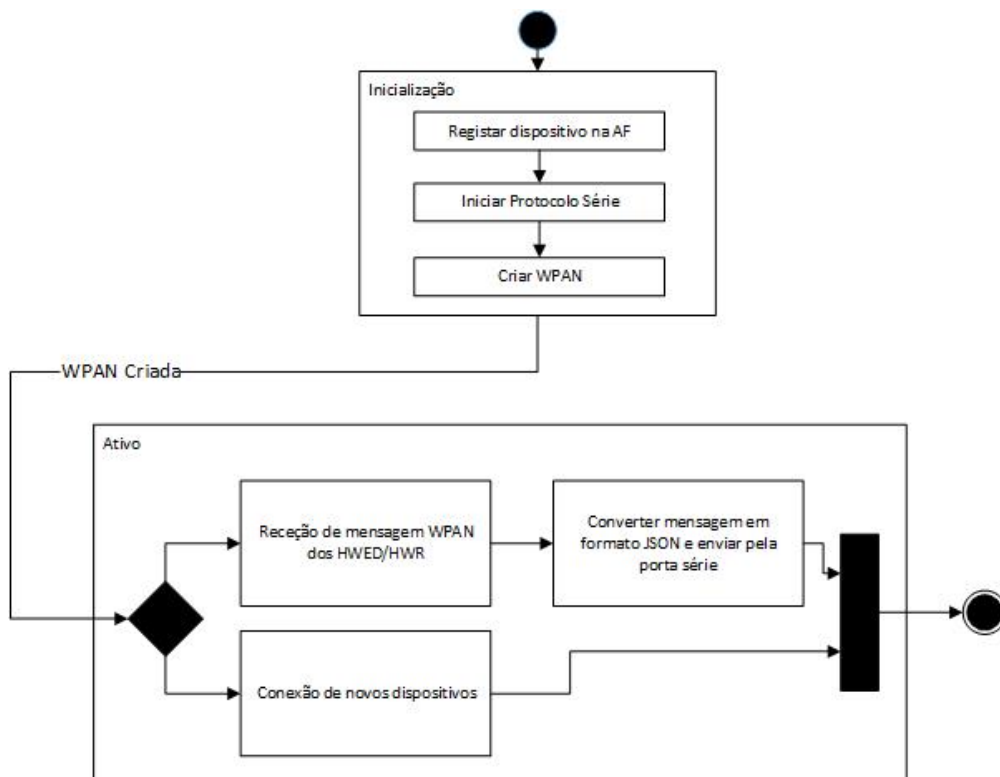 Inicialização
Registar dispositivo na AF
Iniciar Protocolo Série
Criar WPAN
WPAN Criada
Ativo
Receção de mensagem WPAN
dos HWED/HWR
Converter mensagem em
formato JSON e enviar pela
porta série
Conexão de novos dispositivos